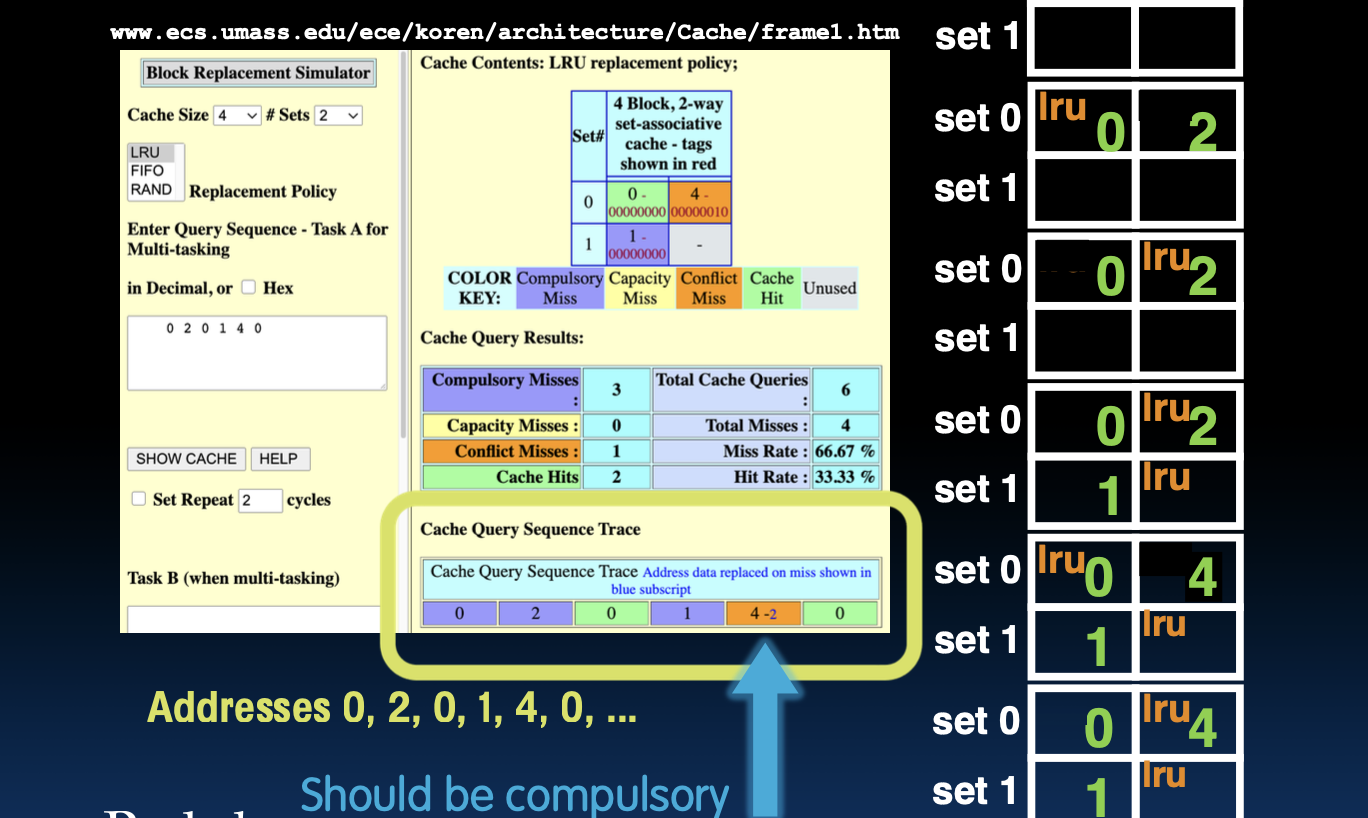 www.ecs.umass.edu/ece/koren/architecture/Cache/frame1.htm
Block Replacement Simulator
Cache Size 4 # Sets 2
LRU
FIFO
RAND Replacement Policy
Enter Query Sequence - Task A for
Multi-tasking
in Decimal, or Hex
0 2 0 1 4 0
SHOW CACHE HELP
Set Repeat 2 cycles
Task B (when multi-tasking)
Cache Contents: LRU replacement policy;
Set#
4 Block, 2-way
set-associative
cache - tags
shown in red
0 0 - 4 -
00000000 00000010
1 1 - -
00000000
COLOR Compulsory Capacity Conflict Cache Unused
KEY: Miss Miss Miss Hit
Cache Query Results:
Compulsory Misses : 3 Total Cache Queries : 6
Capacity Misses : 0 Total Misses : 4
Conflict Misses : 1 Miss Rate : 66.67 %
Cache Hits 2 Hit Rate : 33.33 %
Cache Query Sequence Trace
Cache Query Sequence Trace Address data replaced on miss shown in
blue subscript
0 2 0 1 4 -2 0
Addresses 0, 2, 0, 1, 4, 0, ...
Should be compulsory
set 1
set 0 lru 0 2
set 1
set 0 0 lru 2
set 1
set 0 0 lru 2
set 1 1 lru
set 0 lru 0 4
set 1 1 lru
set 0 0 lru 4
set 1 1 lru